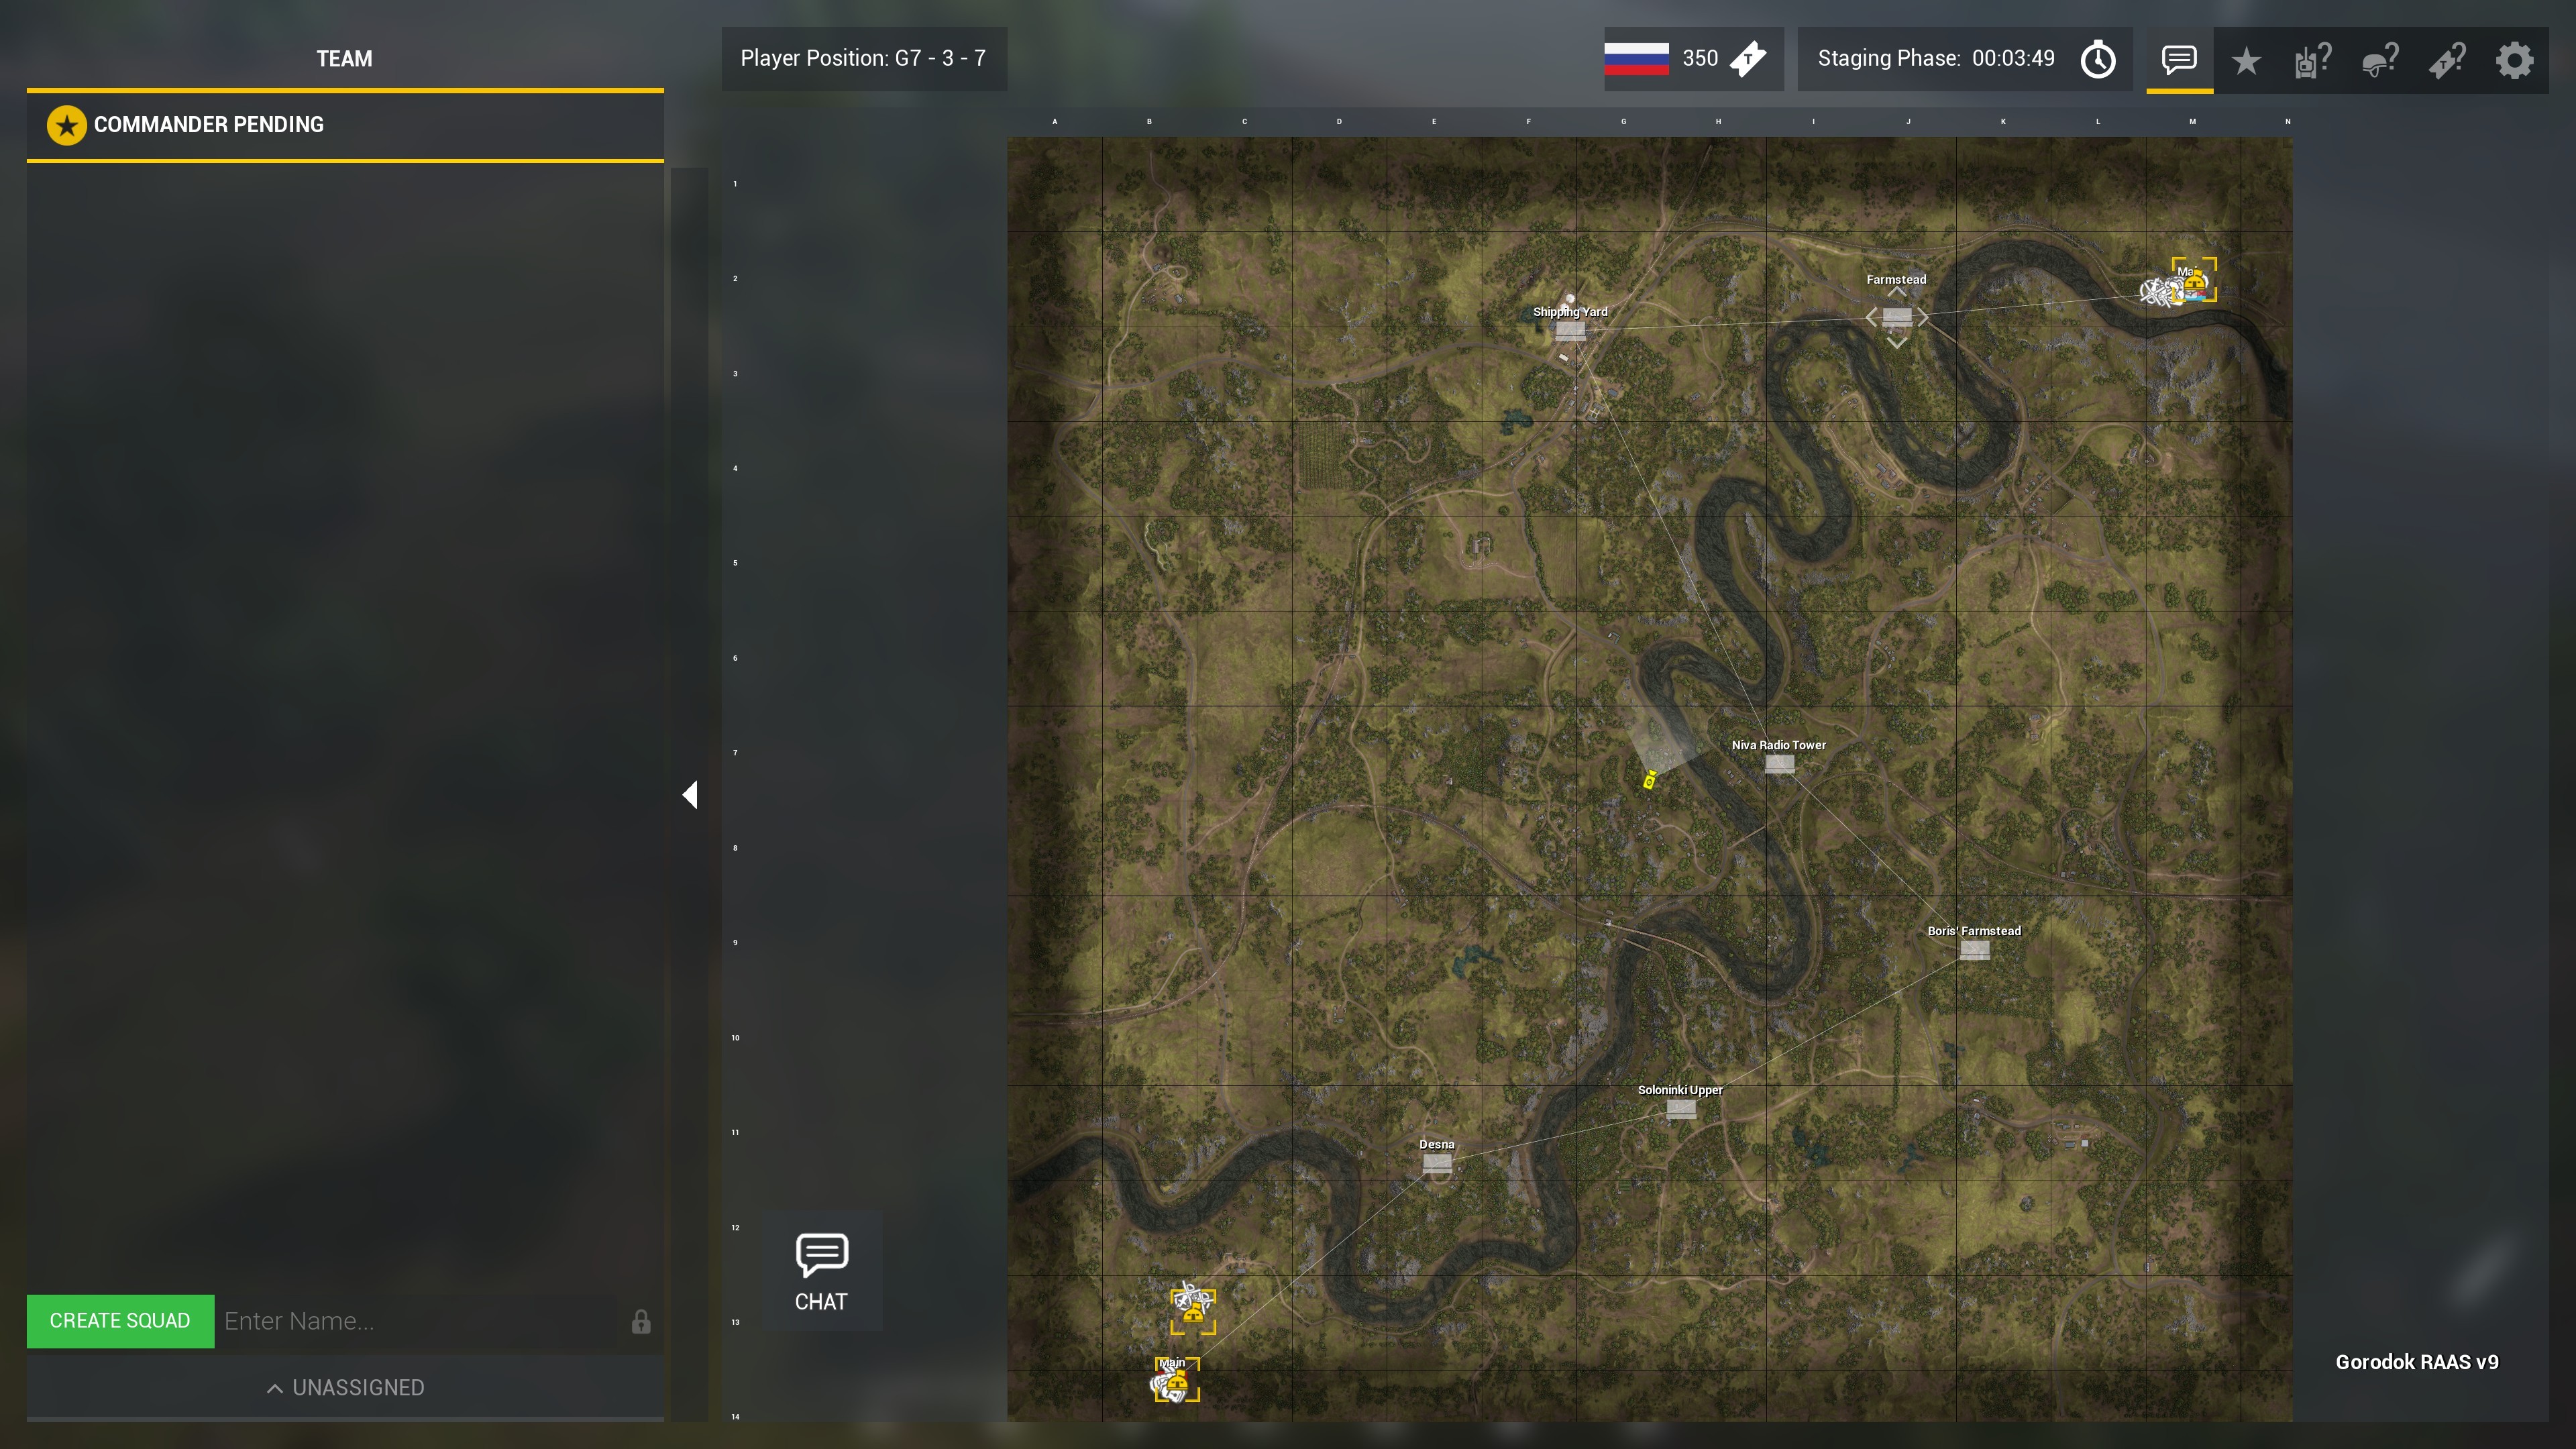 TEAM
Player Position: G7 - 3 - 7
350
T
Staging Phase: 00:03:49
COMMANDER PENDING
A B C D E F G H I J K L M N
1
2
3
4
5
6
7
8
9
10
11
12
13
14
Farmstead
Shipping Yard
Niva Radio Tower
Boris' Farmstead
Soloninki Upper
Desna
Main
CHAT
CREATE SQUAD
Enter Name...
UNASSIGNED
Gorodok RAAS v9